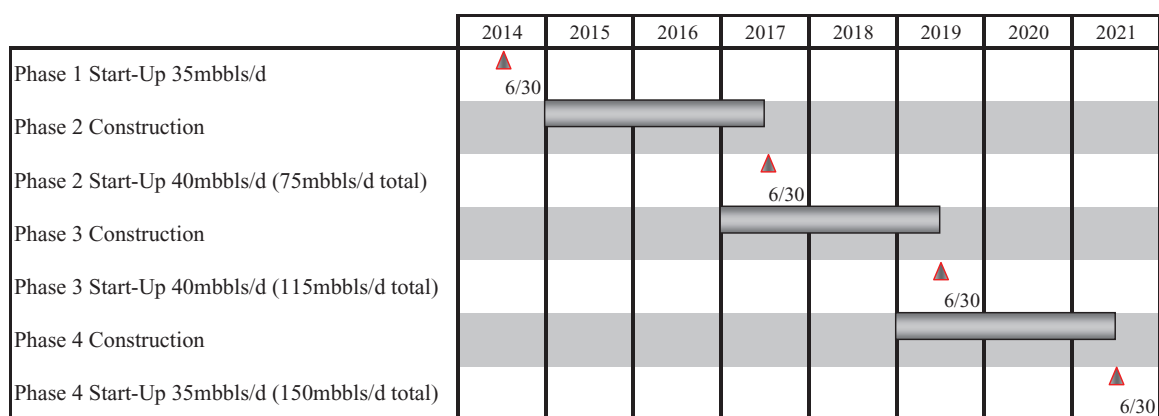 2014 2015 2016 2017 2018 2019 2020 2021
Phase 1 Start-Up 35mbbls/d
6/30
Phase 2 Construction
Phase 2 Start-Up 40mbbls/d (75mbbls/d total)
6/30
Phase 3 Construction
Phase 3 Start-Up 40mbbls/d (115mbbls/d total)
6/30
Phase 4 Construction
Phase 4 Start-Up 35mbbls/d (150mbbls/d total)
6/30